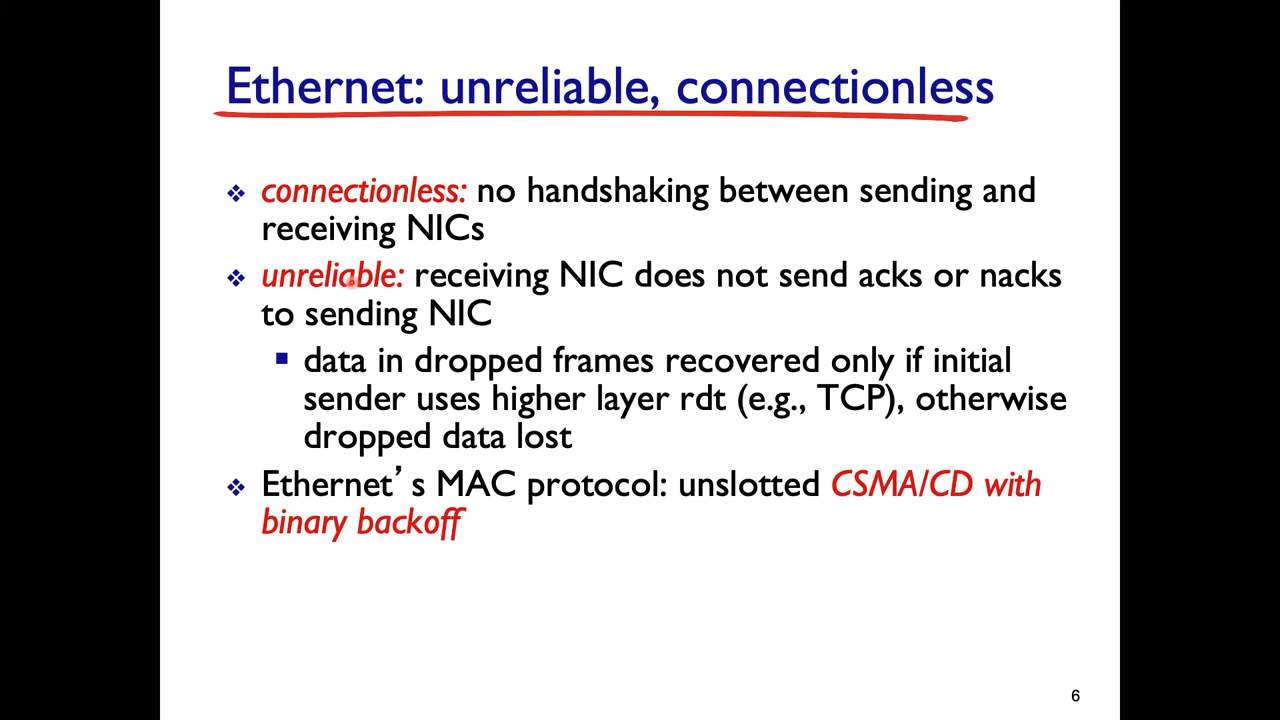 Ethernet: unreliable, connectionless
❖ connectionless: no handshaking between sending and
receiving NICs
❖ unreliable: receiving NIC does not send acks or nacks
to sending NIC
▪ data in dropped frames recovered only if initial
sender uses higher layer rdt (e.g., TCP), otherwise
dropped data lost
❖ Ethernet’s MAC protocol: unslotted CSMA/CD with
binary backoff
6